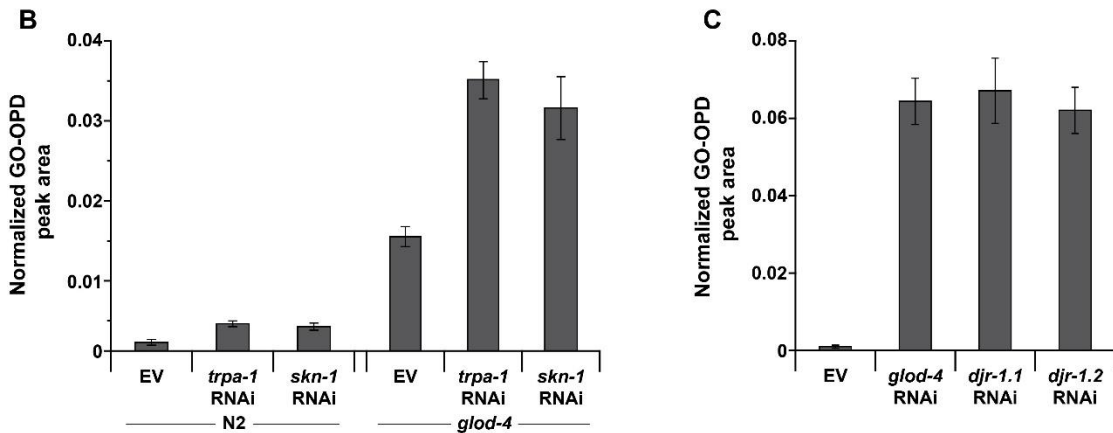 B
Normalized GO-OPD
peak area
0.04
0.03
0.02
0.01
0
EV
trpa-1
RNAi
skn-1
RNAi
EV
trpa-1
RNAi
skn-1
RNAi
N2
glod-4
C
Normalized GO-OPD
peak area
0.08
0.06
0.04
0.02
0
EV
glod-4
RNAi
djr-1.1
RNAi
djr-1.2
RNAi